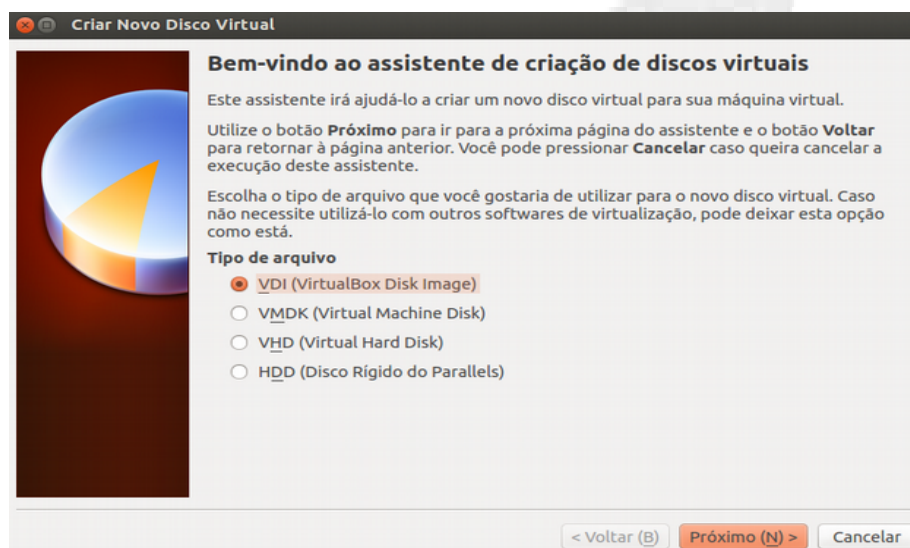 Criar Novo Disco Virtual
Bem-vindo ao assistente de criação de discos virtuais
Este assistente irá ajudá-lo a criar um novo disco virtual para sua máquina virtual.
Utilize o botão Próximo para ir para a próxima página do assistente e o botão Voltar
para retornar à página anterior. Você pode pressionar Cancelar caso queira cancelar a
execução deste assistente.
Escolha o tipo de arquivo que você gostaria de utilizar para o novo disco virtual. Caso
não necessite utilizá-lo com outros softwares de virtualização, pode deixar esta opção
como está.
Tipo de arquivo
VDI (VirtualBox Disk Image)
VMDK (Virtual Machine Disk)
VHD (Virtual Hard Disk)
HDD (Disco Rígido do Parallels)
< Voltar (B) Próximo (N) > Cancelar